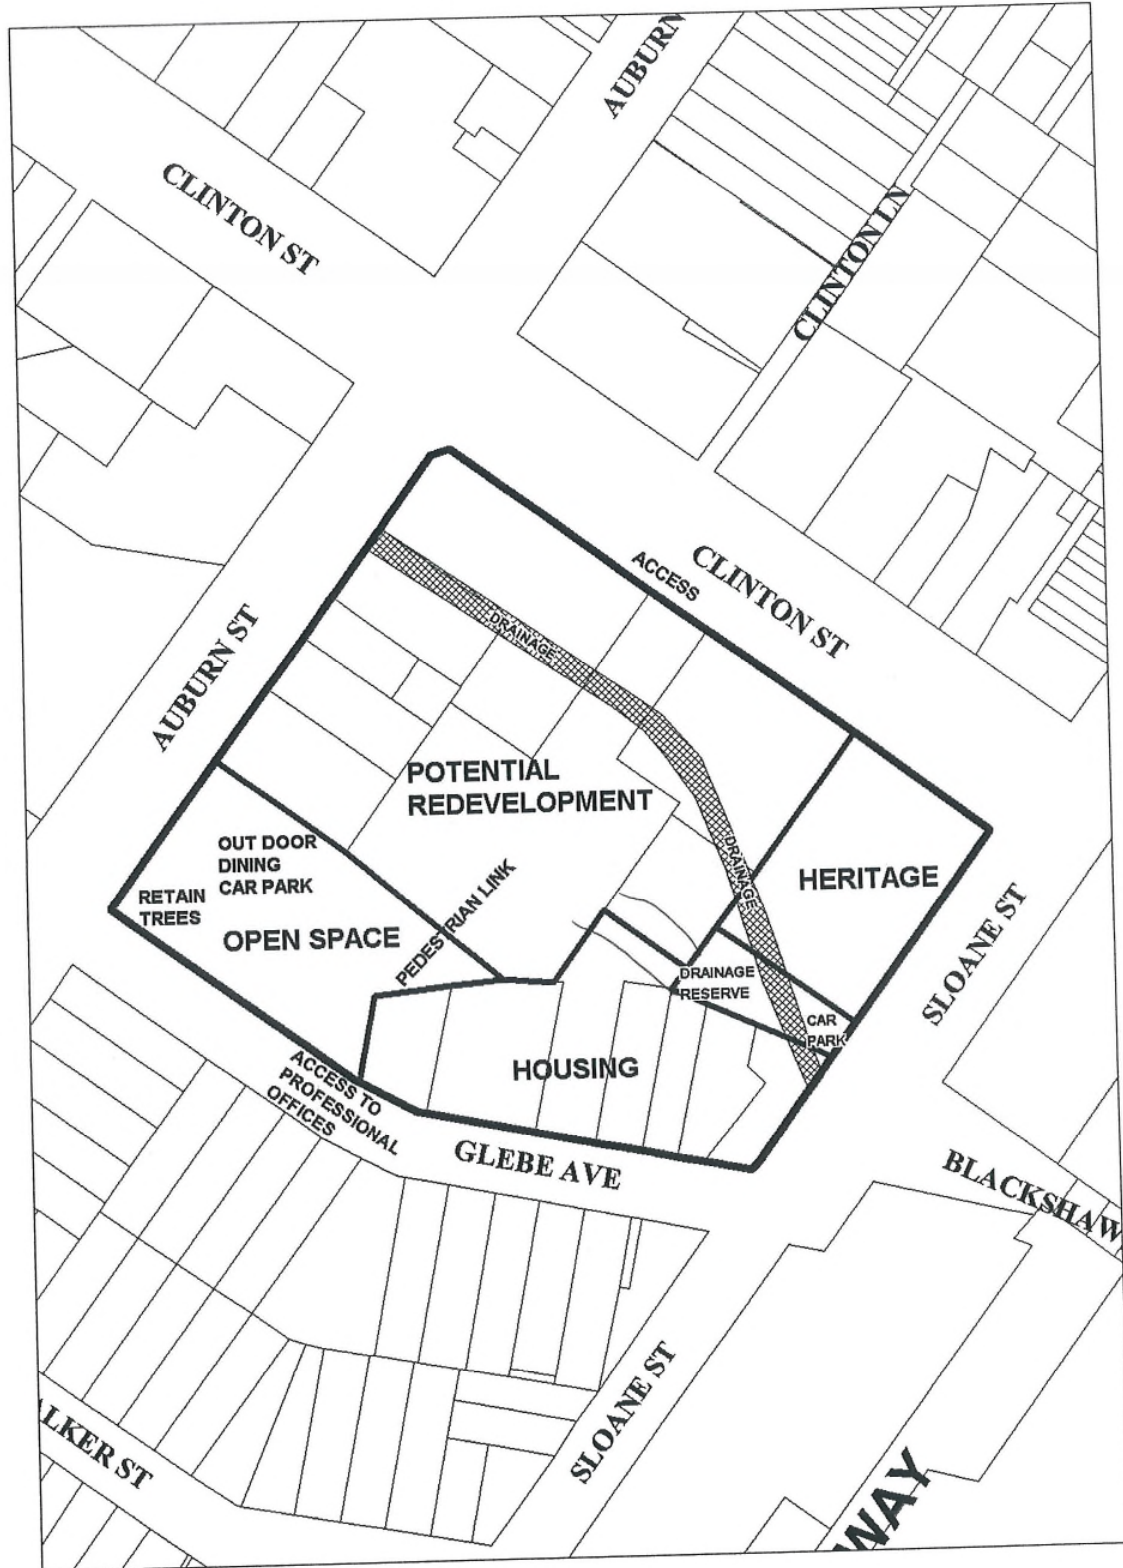 AUBURN
CLINTON ST
CLINTON LN
ACCESS
CLINTON ST
DRAINAGE
AUBURN ST
POTENTIAL
REDEVELOPMENT
OUT DOOR
DINING
CAR PARK
RETAIN
TREES
OPEN SPACE
PEDESTRIAN LINK
DRAINAGE
HERITAGE
SLOANE ST
DRAINAGE
RESERVE
CAR
PARK
HOUSING
ACCESS TO
PROFESSIONAL
OFFICES
GLEBE AVE
BLACKSHAW
SLOANE ST
ALKER ST
WAY